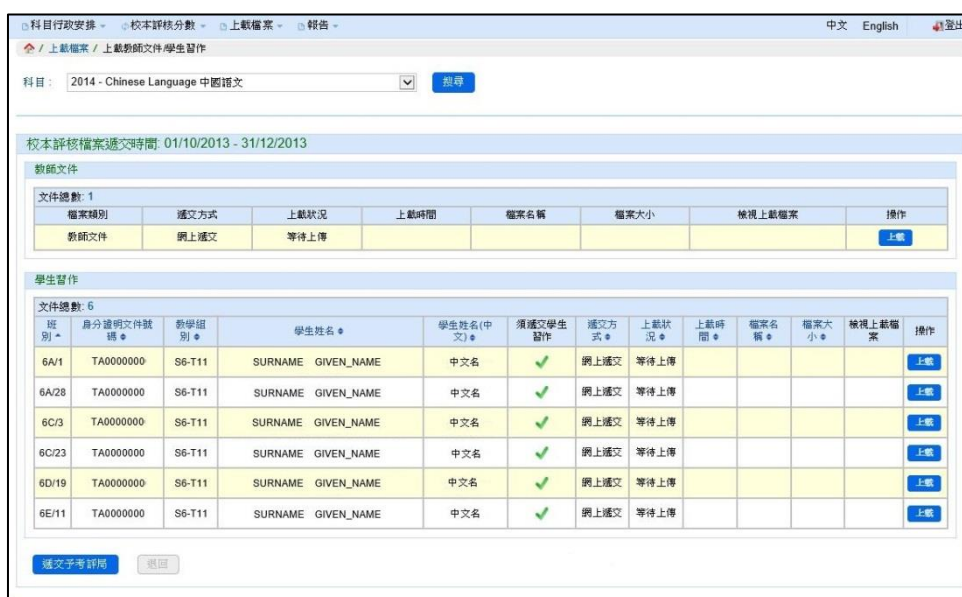 科目行政安排 校本評核分數 上載檔案 報告 中文 English 登出
/ 上載檔案 / 上載教師文件/學生習作
科目 : 2014 - Chinese Language 中國語文 搜尋
校本評核檔案遞交時間: 01/10/2013 - 31/12/2013
教師文件
文件總數: 1
檔案類別 遞交方式 上載狀況 上載時間 檔案名稱 檔案大小 檢視上載檔案 操作
教師文件 網上遞交 等待上傳 上載
學生習作
文件總數: 6
班別 身分證明文件號碼 教學組別 學生姓名 學生姓名(中文) 須遞交學生習作 遞交方式 上載狀況 上載時間 檔案名稱 檔案大小 檢視上載檔案 操作
6A/1 TA0000000 S6-T11 SURNAME GIVEN_NAME 中文名 網上遞交 等待上傳 上載
6A/28 TA0000000 S6-T11 SURNAME GIVEN_NAME 中文名 網上遞交 等待上傳 上載
6C/3 TA0000000 S6-T11 SURNAME GIVEN_NAME 中文名 網上遞交 等待上傳 上載
6C/23 TA0000000 S6-T11 SURNAME GIVEN_NAME 中文名 網上遞交 等待上傳 上載
6D/19 TA0000000 S6-T11 SURNAME GIVEN_NAME 中文名 網上遞交 等待上傳 上載
6E/11 TA0000000 S6-T11 SURNAME GIVEN_NAME 中文名 網上遞交 等待上傳 上載
遞交予考評局 退回